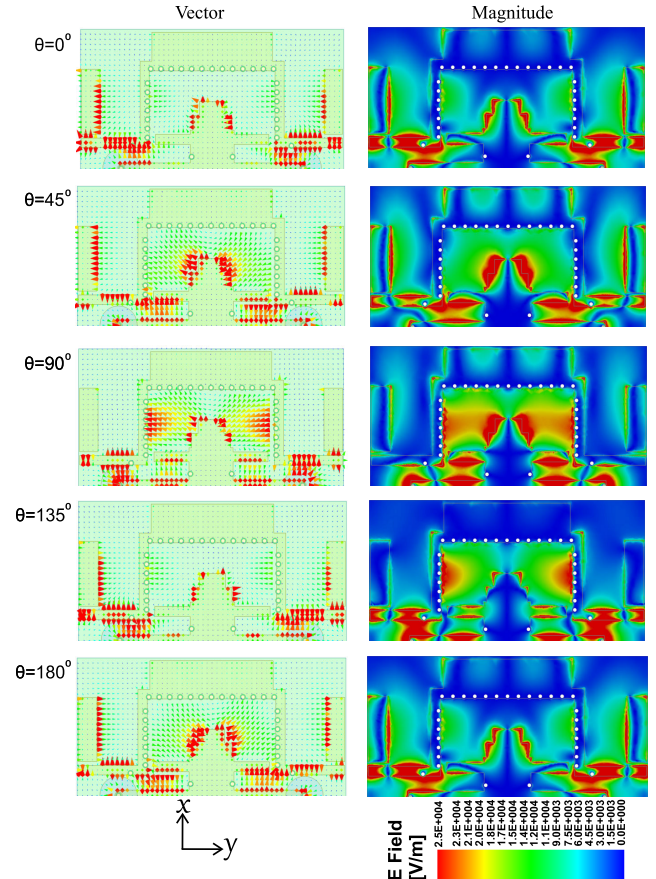 Vector Magnitude
θ=0°
θ=45°
θ=90°
θ=135°
θ=180°
x
y
E Field
[V/m]
2.5E+004
2.3E+004
2.1E+004
2.0E+004
1.8E+004
1.7E+004
1.5E+004
1.4E+004
1.2E+004
1.1E+004
9.0E+003
7.5E+003
6.0E+003
4.5E+003
3.0E+003
1.5E+003
0.0E+000